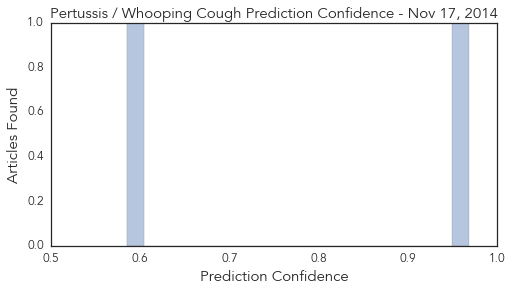 Pertussis / Whooping Cough Prediction Confidence - Nov 17, 2014
1.0
0.8
0.6
0.4
0.2
0.0
Articles Found
0.5 0.6 0.7 0.8 0.9 1.0
Prediction Confidence